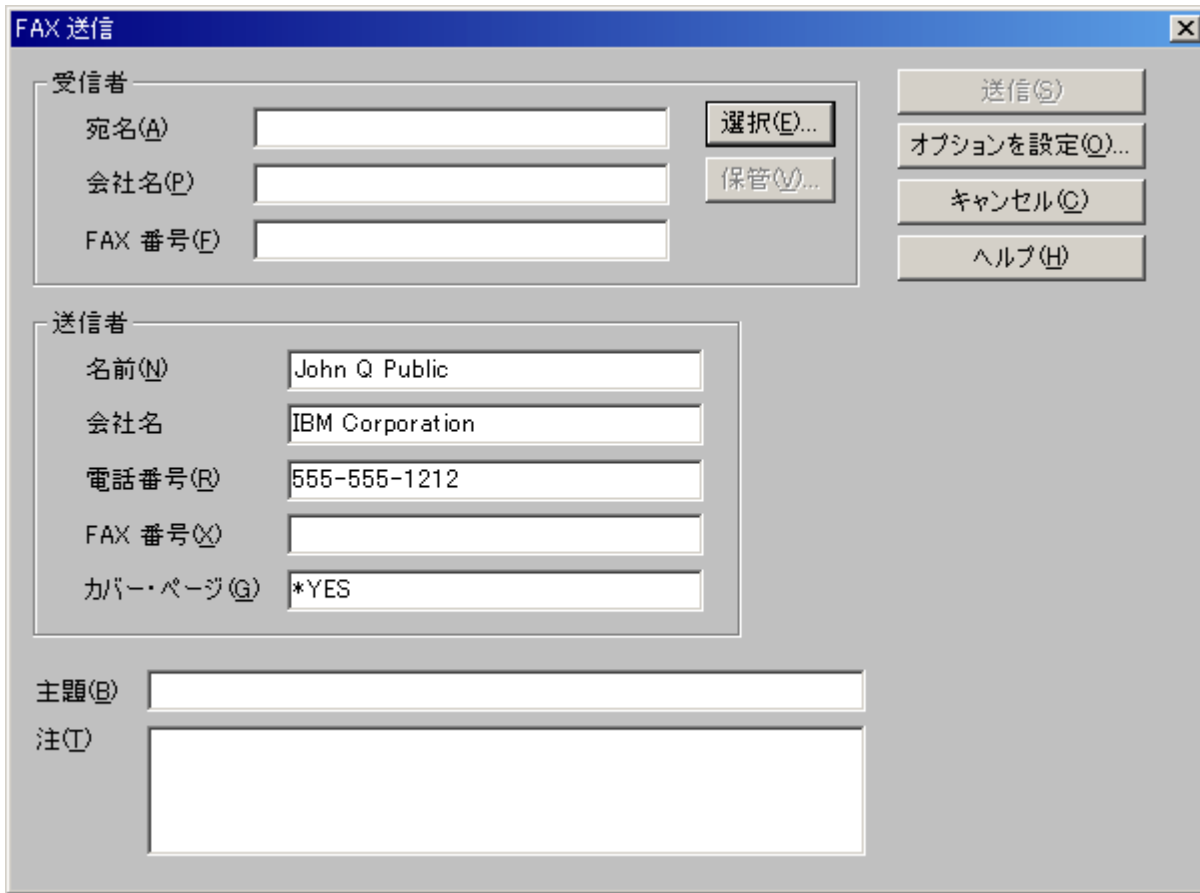 FAX 送信
受信者
宛名(A)
会社名(P)
FAX 番号(F)
選択(E)...
保管(V)...
送信(S)
オプションを設定(O)...
キャンセル(C)
ヘルプ(H)
送信者
名前(N) John Q Public
会社名 IBM Corporation
電話番号(R) 555-555-1212
FAX 番号(X)
カバー・ページ(G) *YES
主題(B)
注(T)